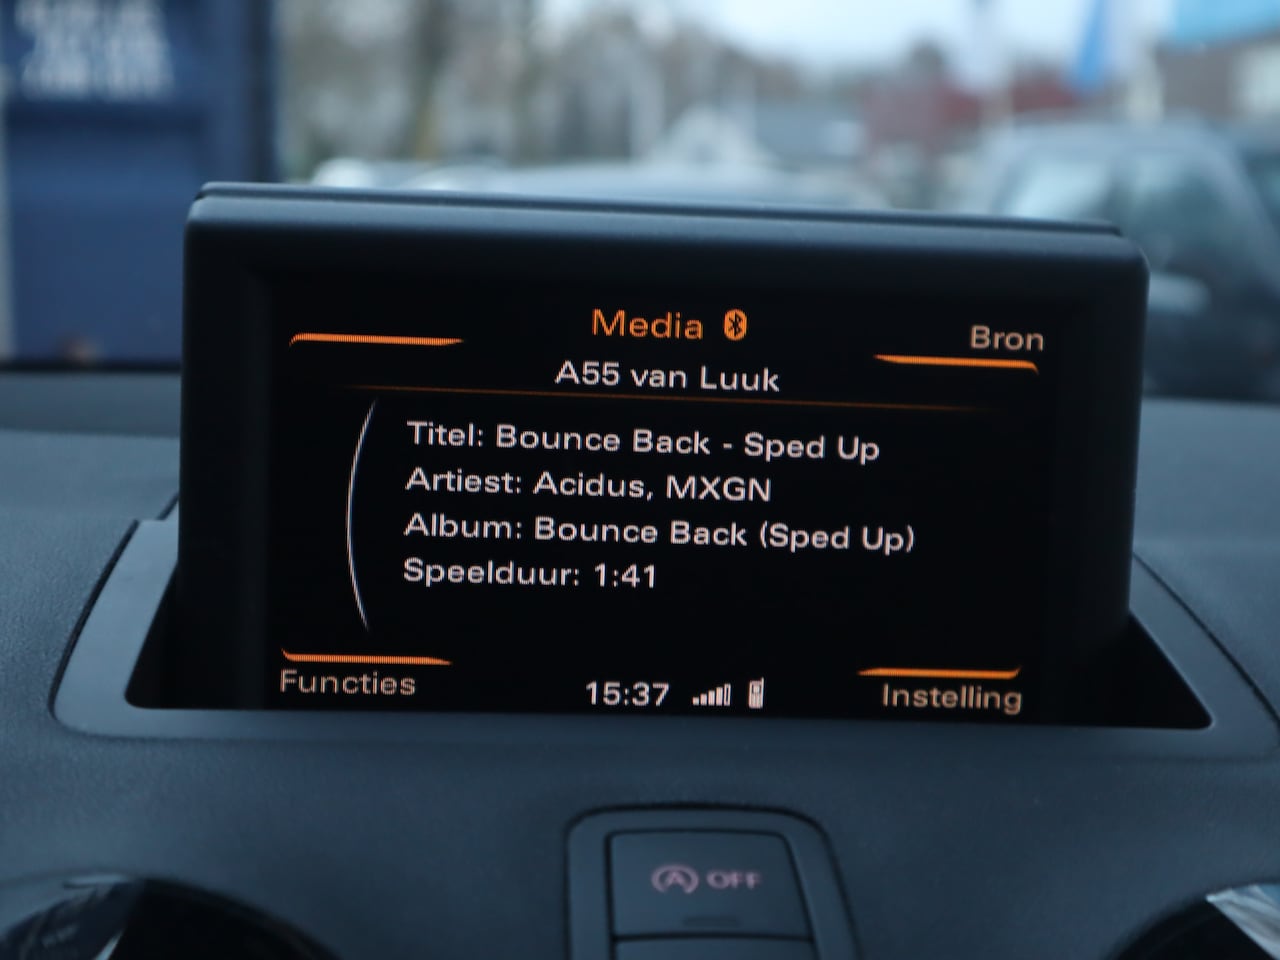 Media
Bron
A55 van Luuk
Titel: Bounce Back - Sped Up
Artiest: Acidus, MXGN
Album: Bounce Back (Sped Up)
Speelduur: 1:41
Functies
15:37
Instelling
A OFF